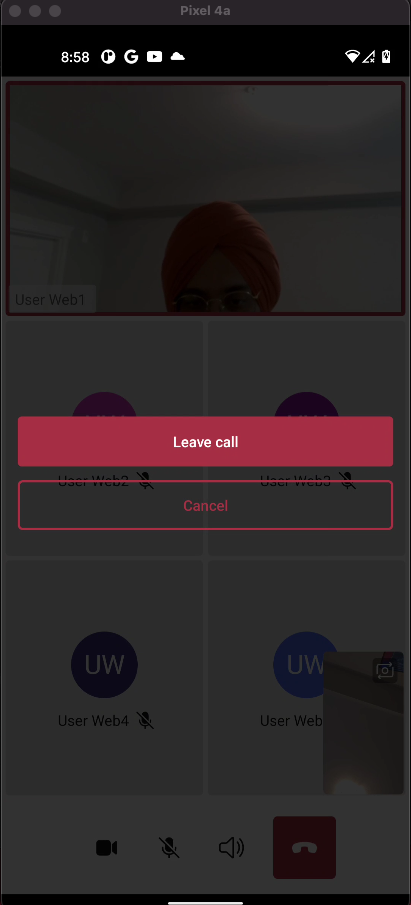 Pixel 4a
8:58
User Web1
Leave call
User Web2
User Web3
Cancel
UW
UW
User Web4
User Web